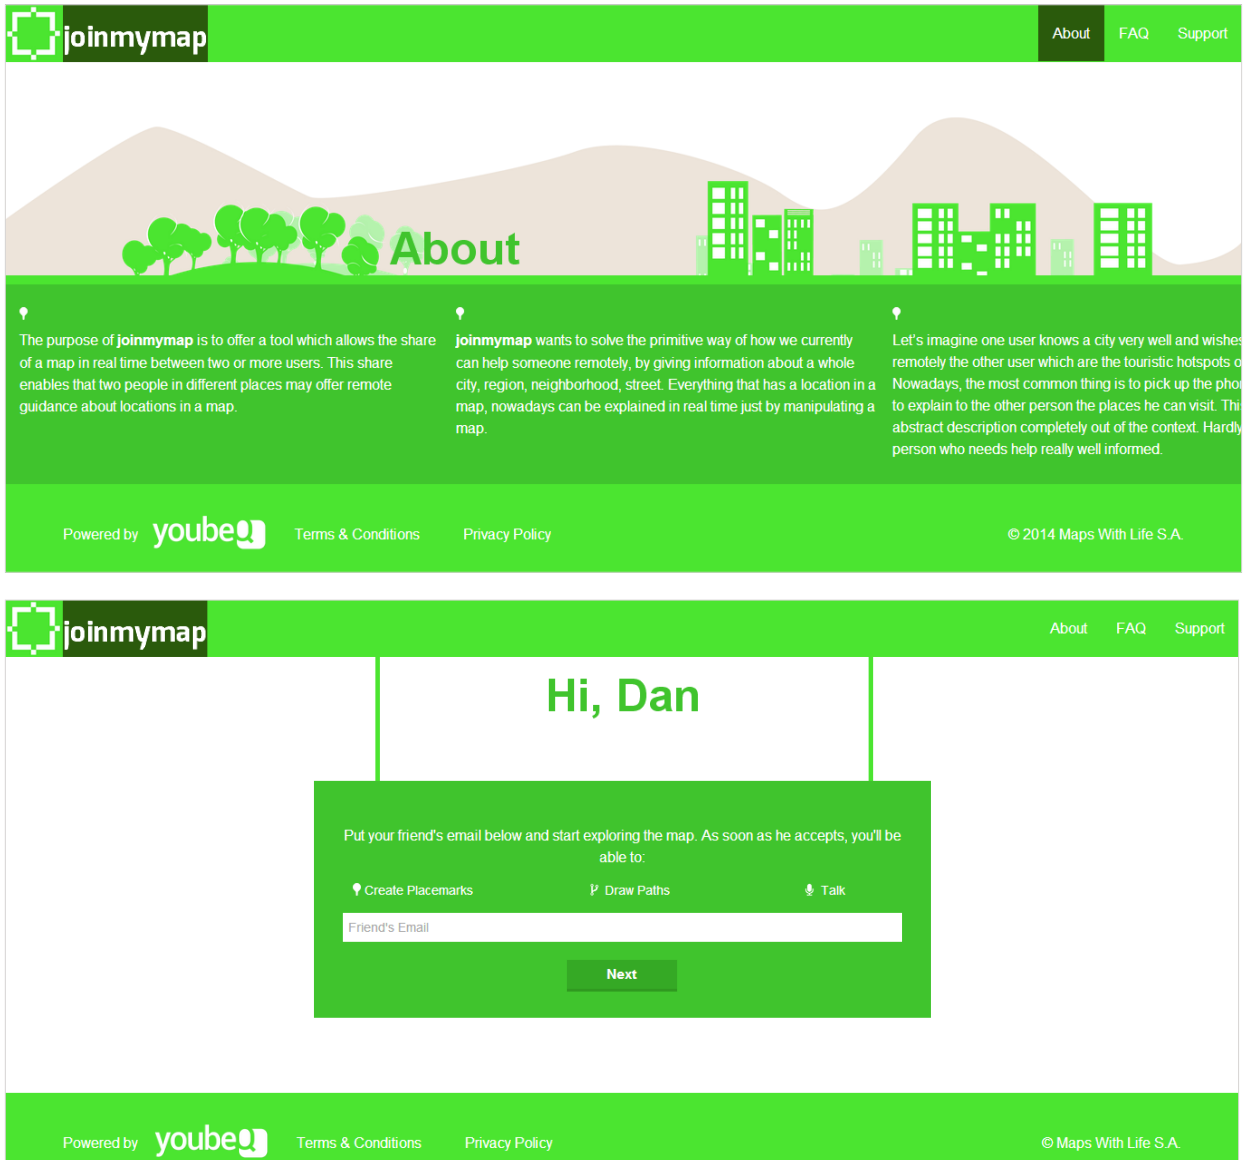 joinmymap
About FAQ Support
About
The purpose of joinmymap is to offer a tool which allows the share
of a map in real time between two or more users. This share
enables that two people in different places may offer remote
guidance about locations in a map.
joinmymap wants to solve the primitive way of how we currently
can help someone remotely, by giving information about a whole
city, region, neighborhood, street. Everything that has a location in a
map, nowadays can be explained in real time just by manipulating a
map.
Let's imagine one user knows a city very well and wishes
remotely the other user which are the touristic hotspots o
Nowadays, the most common thing is to pick up the pho
to explain to the other person the places he can visit. Thi
abstract description completely out of the context. Hardly
person who needs help really well informed.
Powered by youbeQ Terms & Conditions Privacy Policy © 2014 Maps With Life S.A.
joinmymap
About FAQ Support
Hi, Dan
Put your friend's email below and start exploring the map. As soon as he accepts, you'll be
able to:
Create Placemarks Draw Paths Talk
Friend's Email
Next
Powered by youbeQ Terms & Conditions Privacy Policy © Maps With Life S.A.